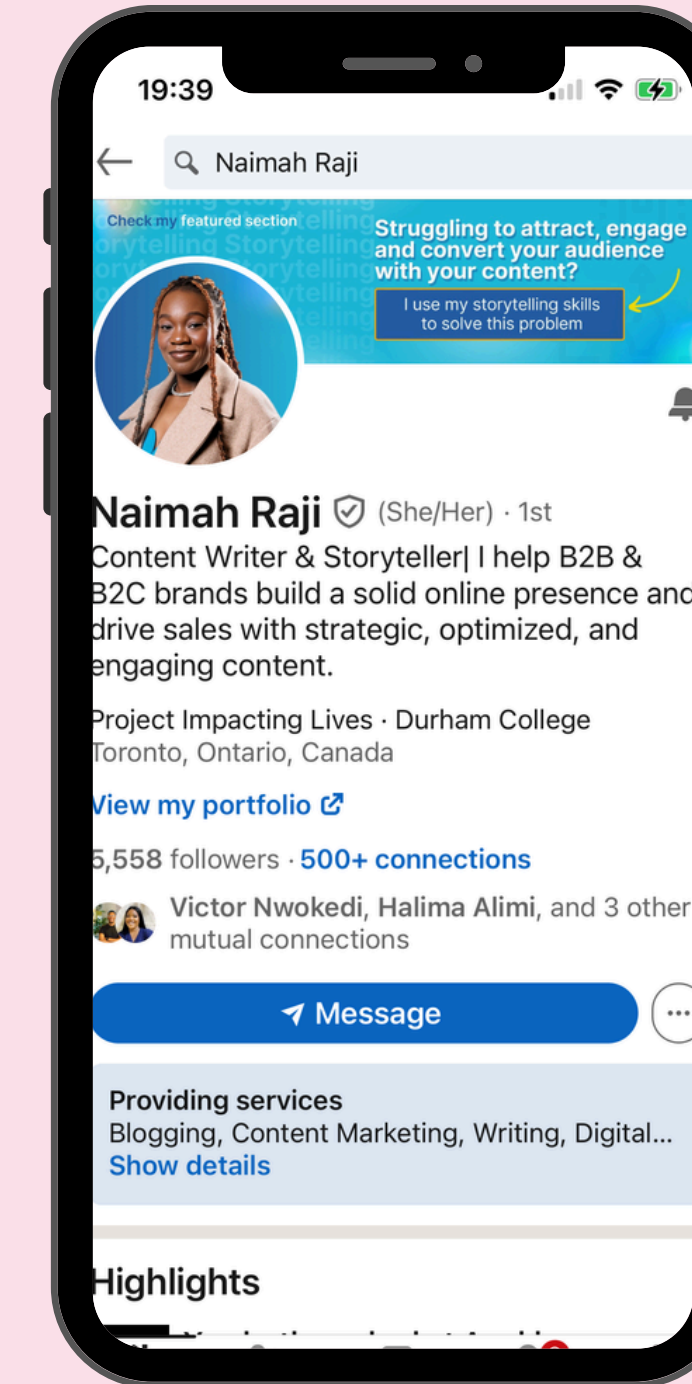 19:39
Naimah Raji
Check my featured section
Struggling to attract, engage
and convert your audience
with your content?
I use my storytelling skills
to solve this problem
Naimah Raji (She/Her) · 1st
Content Writer & Storyteller| I help B2B &
B2C brands build a solid online presence and
drive sales with strategic, optimized, and
engaging content.
Project Impacting Lives · Durham College
Toronto, Ontario, Canada
View my portfolio
5,558 followers · 500+ connections
Victor Nwokedi, Halima Alimi, and 3 other
mutual connections
Message
Providing services
Blogging, Content Marketing, Writing, Digital...
Show details
Highlights